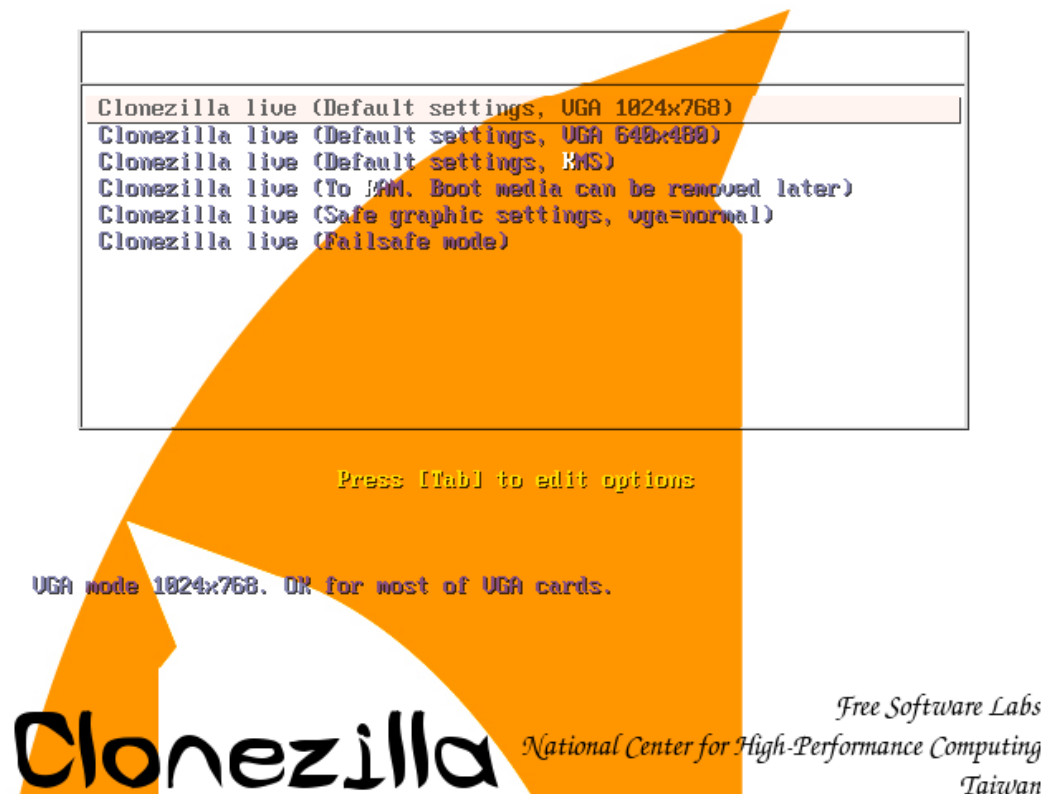 Clonezilla live (Default settings, VGA 1024x768)
Clonezilla live (Default settings, VGA 640x480)
Clonezilla live (Default settings, KMS)
Clonezilla live (To RAM. Boot media can be removed later)
Clonezilla live (Safe graphic settings, vga=normal)
Clonezilla live (Failsafe mode)
Press [Tab] to edit options
VGA mode 1024x768. OK for most of VGA cards.
Free Software Labs
Clonezilla National Center for High-Performance Computing
Taiwan